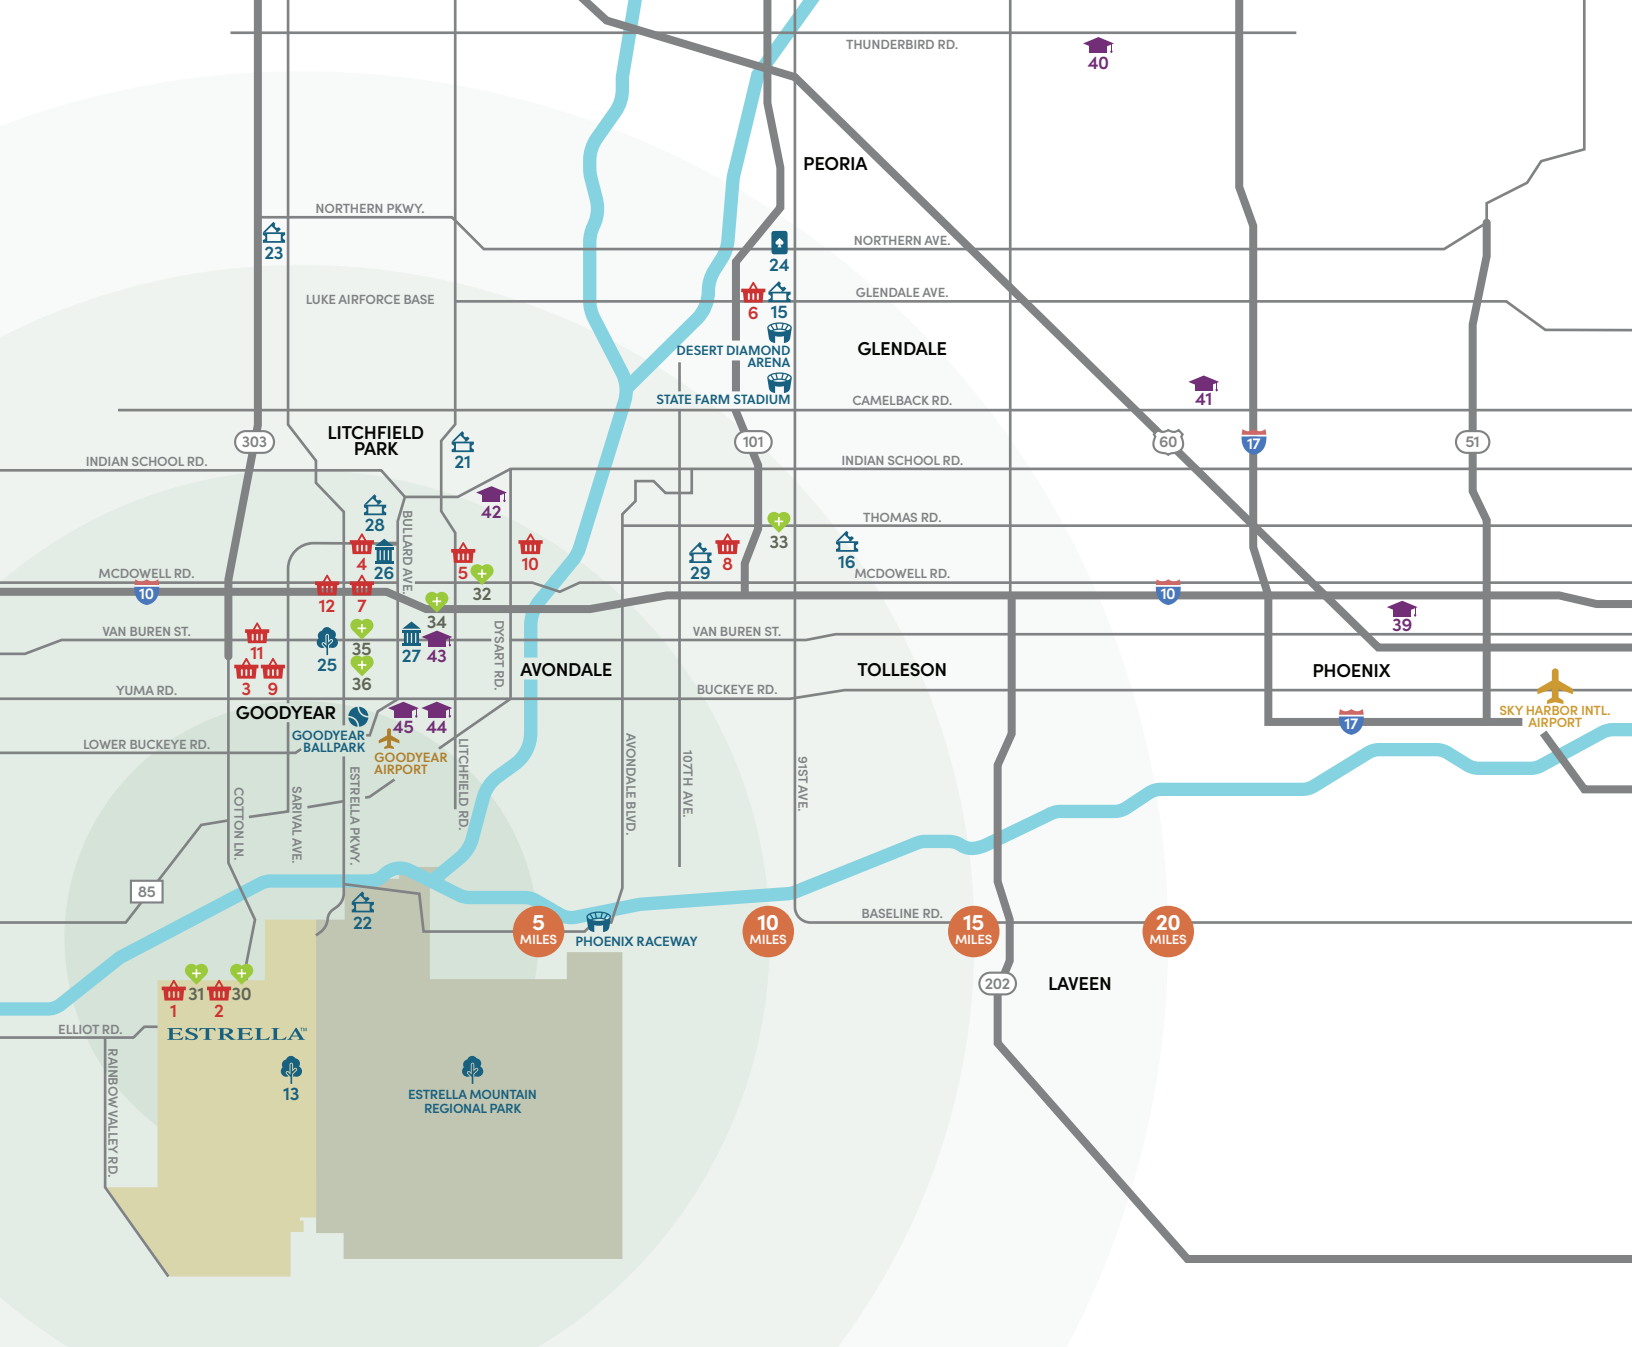 THUNDERBIRD RD.
40
PEORIA
NORTHERN PKWY.
23
NORTHERN AVE.
24
LUKE AIRFORCE BASE
GLENDALE AVE.
6
15
DESERT DIAMOND
ARENA
GLENDALE
STATE FARM STADIUM
41
CAMELBACK RD.
303
LITCHFIELD
PARK
21
101
60
17
51
INDIAN SCHOOL RD.
INDIAN SCHOOL RD.
42
28
BULLARD AVE.
THOMAS RD.
33
4
26
5
10
29
8
16
MCDOWELL RD.
32
MCDOWELL RD.
10
12
7
34
10
39
VAN BUREN ST.
11
25
35
27
43
DYSART RD.
VAN BUREN ST.
3
9
36
AVONDALE
TOLLESON
PHOENIX
YUMA RD.
BUCKEYE RD.
GOODYEAR
45
44
SKY HARBOR INTL.
AIRPORT
17
GOODYEAR
BALLPARK
LOWER BUCKEYE RD.
GOODYEAR
AIRPORT
COTTON LN.
SARIVAL AVE.
ESTRELLA PKWY.
LITCHFIELD RD.
AVONDALE BLVD.
107TH AVE.
91ST AVE.
85
22
5
MILES
PHOENIX RACEWAY
10
MILES
BASELINE RD.
15
MILES
20
MILES
202
LAVEEN
1
31
2
30
ELLIOT RD.
ESTRELLA™
RAINBOW VALLEY RD.
13
ESTRELLA MOUNTAIN
REGIONAL PARK